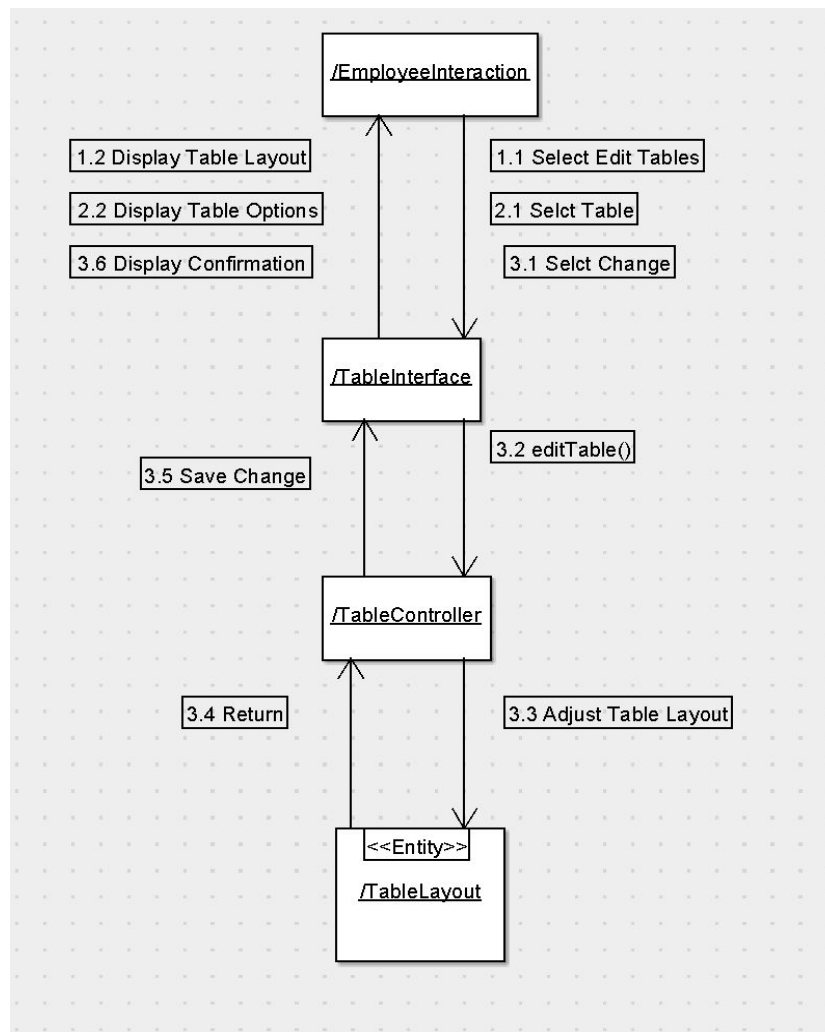 /EmployeeInteraction
1.2 Display Table Layout
1.1 Select Edit Tables
2.2 Display Table Options
2.1 Selct Table
3.6 Display Confirmation
3.1 Selct Change
/TableInterface
3.2 editTable()
3.5 Save Change
/TableController
3.4 Return
3.3 Adjust Table Layout
<<Entity>>
/TableLayout